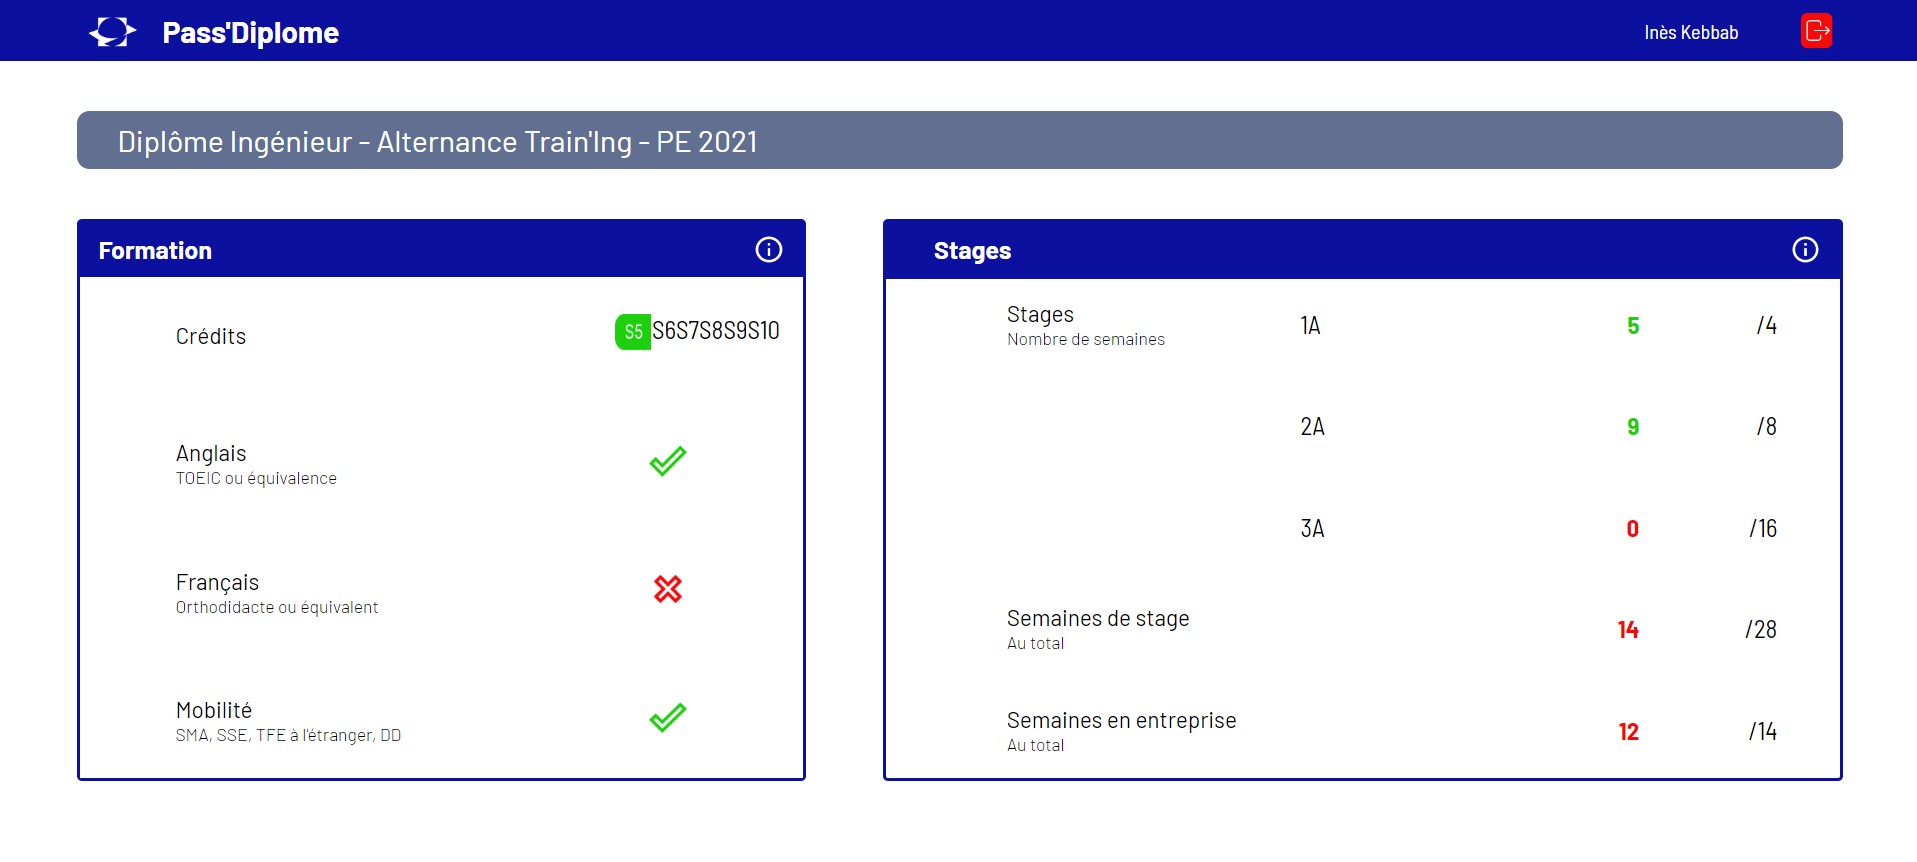 Pass'Diplome
Inès Kebbab
Diplôme Ingénieur - Alternance Train'Ing - PE 2021
Formation
Crédits
S5S6S7S8S9S10
Anglais
TOEIC ou équivalence
Français
Orthodidacte ou équivalent
Mobilité
SMA, SSE, TFE à l'étranger, DD
Stages
Stages 1A 5 /4
Nombre de semaines
2A 9 /8
3A 0 /16
Semaines de stage 14 /28
Au total
Semaines en entreprise 12 /14
Au total